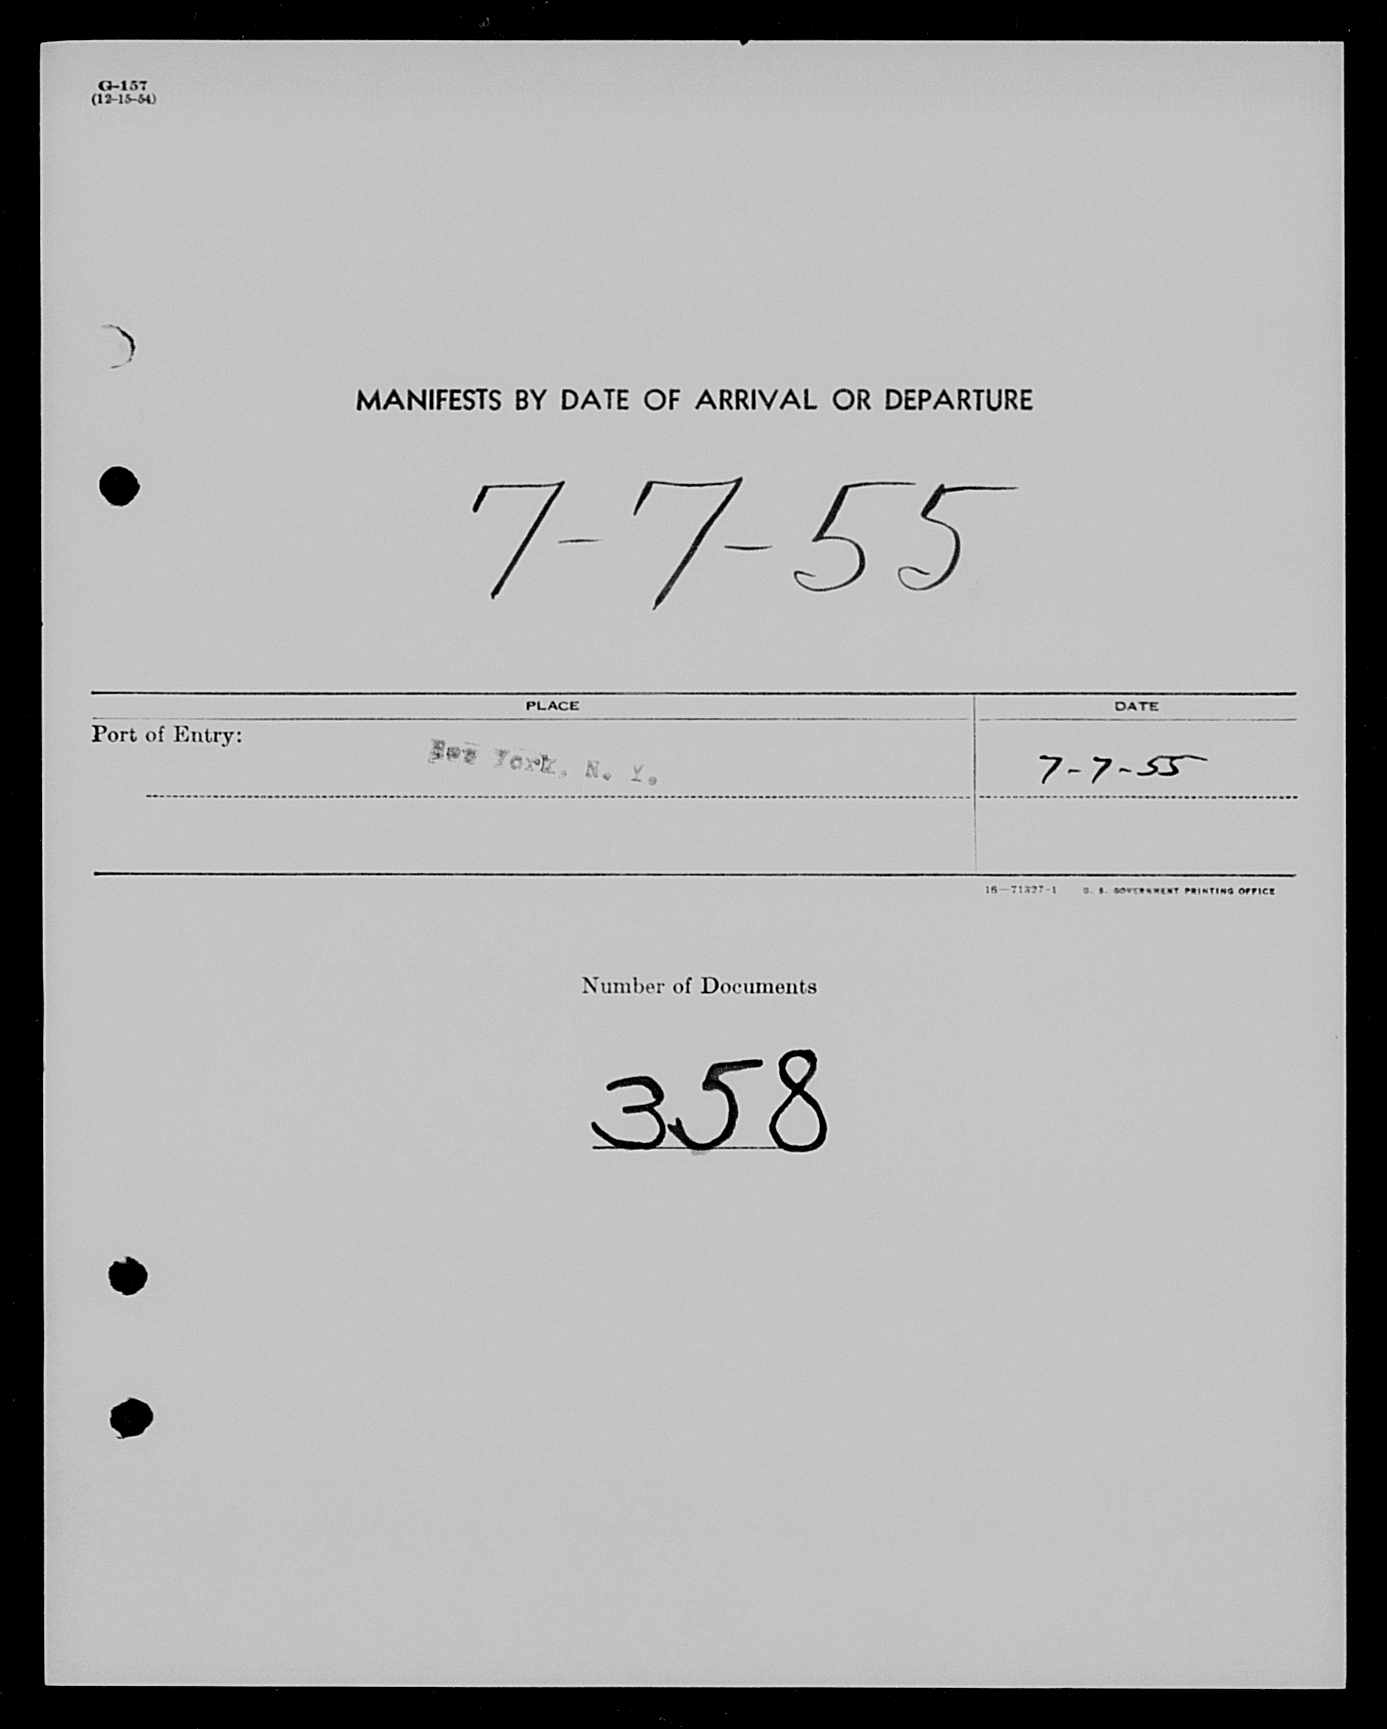 G-157
(12-15-54)
MANIFESTS BY DATE OF ARRIVAL OR DEPARTURE
7-7-55
PLACE DATE
Port of Entry: New York, N. Y. 7-7-55
16—71327-1 U. S. GOVERNMENT PRINTING OFFICE
Number of Documents
358